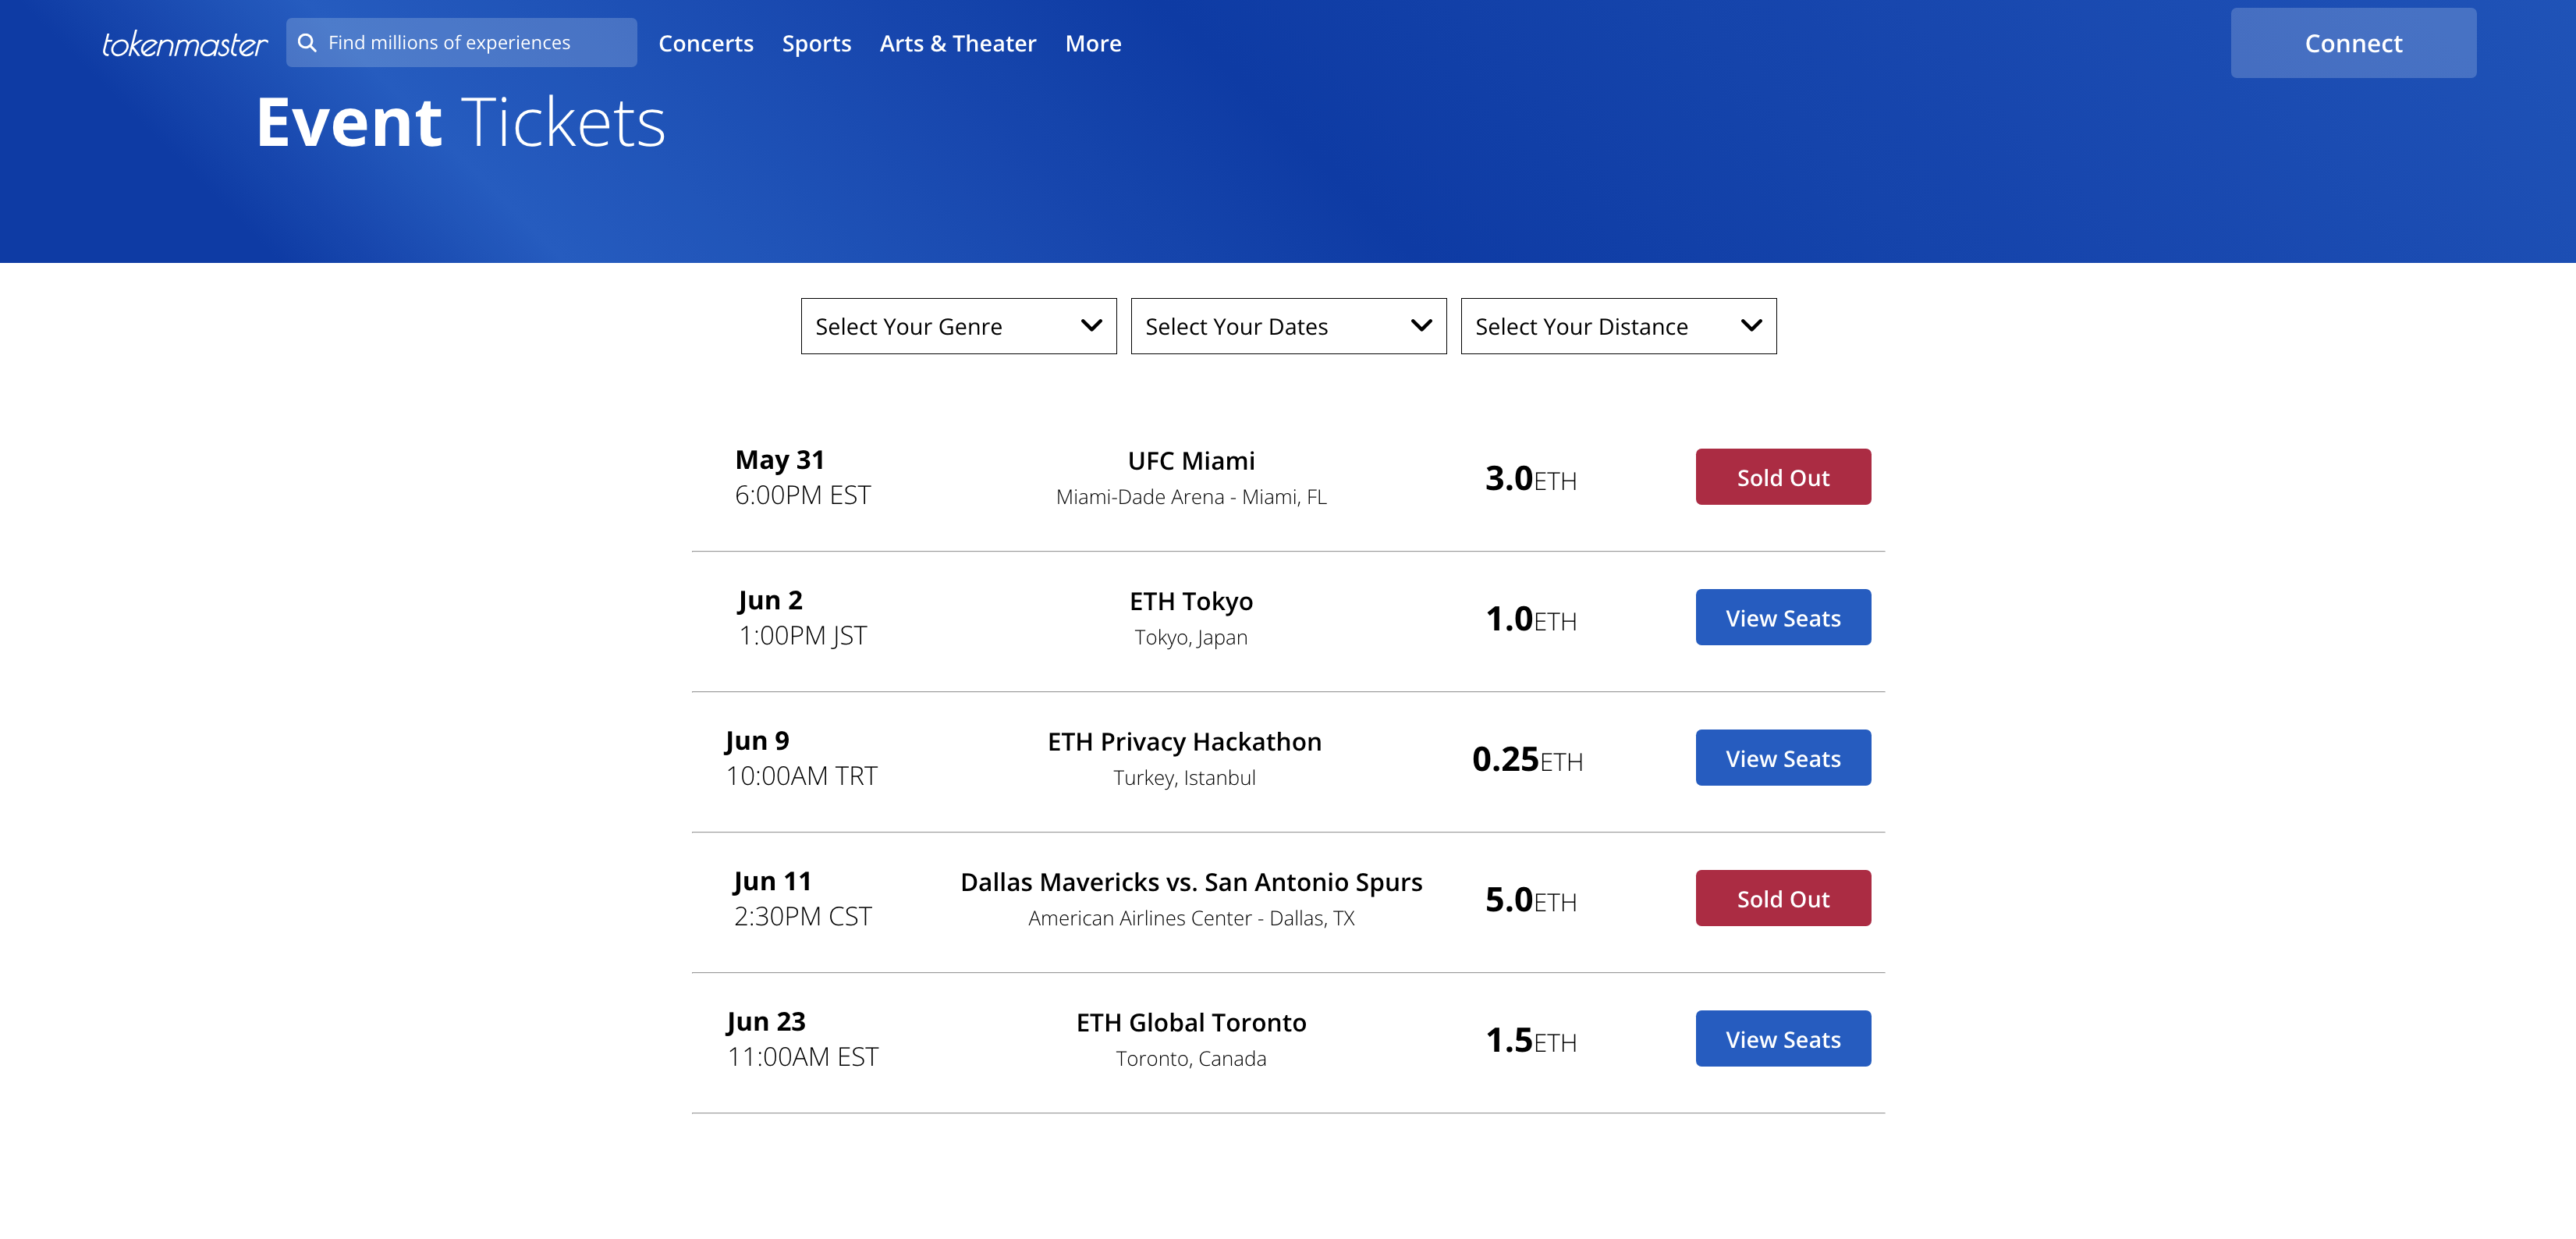 tokenmaster Find millions of experiences Concerts Sports Arts & Theater More Connect
Event Tickets
Select Your Genre Select Your Dates Select Your Distance
May 31
6:00PM EST
UFC Miami
Miami-Dade Arena - Miami, FL
3.0ETH
Sold Out
Jun 2
1:00PM JST
ETH Tokyo
Tokyo, Japan
1.0ETH
View Seats
Jun 9
10:00AM TRT
ETH Privacy Hackathon
Turkey, Istanbul
0.25ETH
View Seats
Jun 11
2:30PM CST
Dallas Mavericks vs. San Antonio Spurs
American Airlines Center - Dallas, TX
5.0ETH
Sold Out
Jun 23
11:00AM EST
ETH Global Toronto
Toronto, Canada
1.5ETH
View Seats